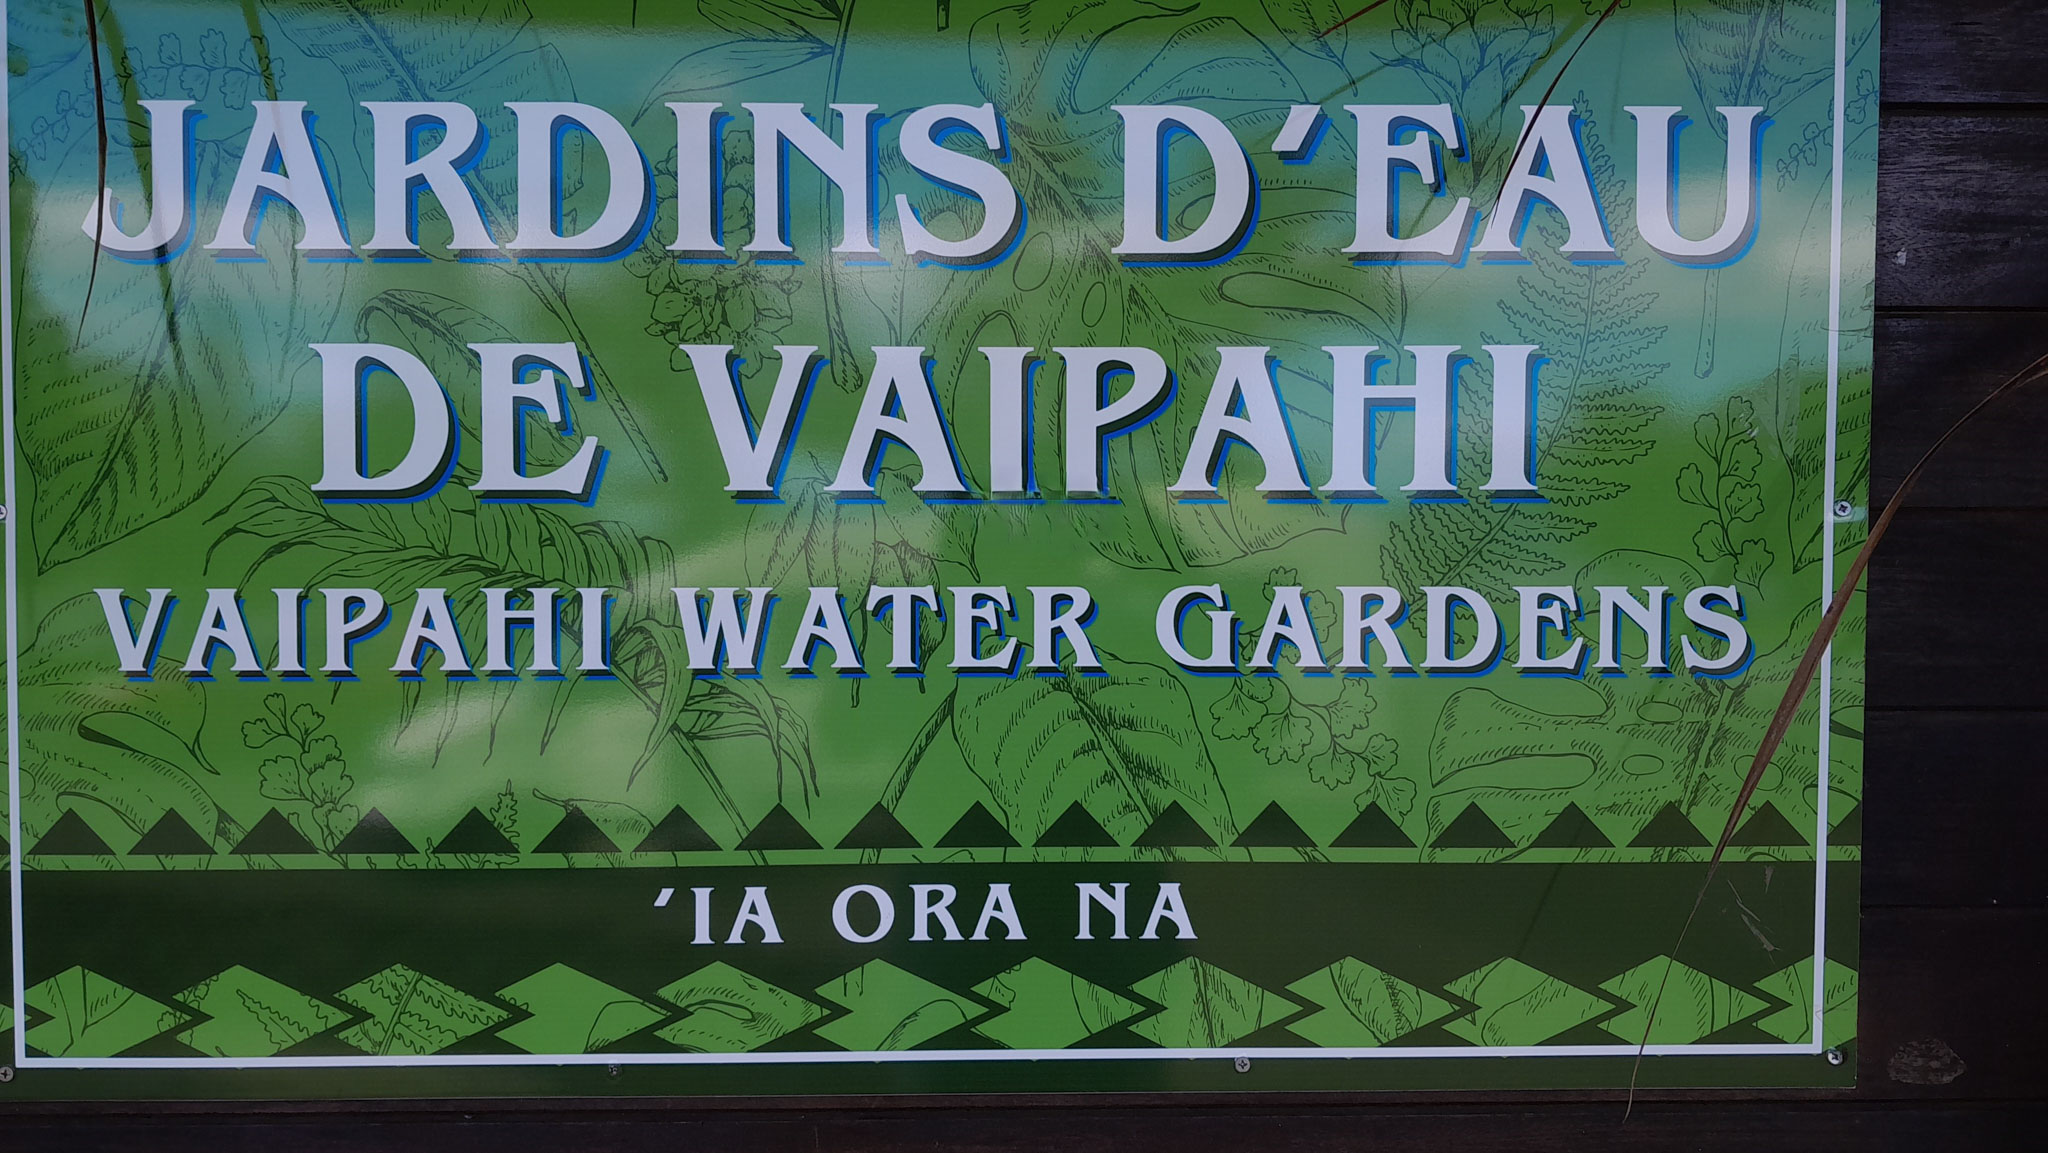 JARDINS D'EAU
DE VAIPAHI
VAIPAHI WATER GARDENS
'IA ORA NA